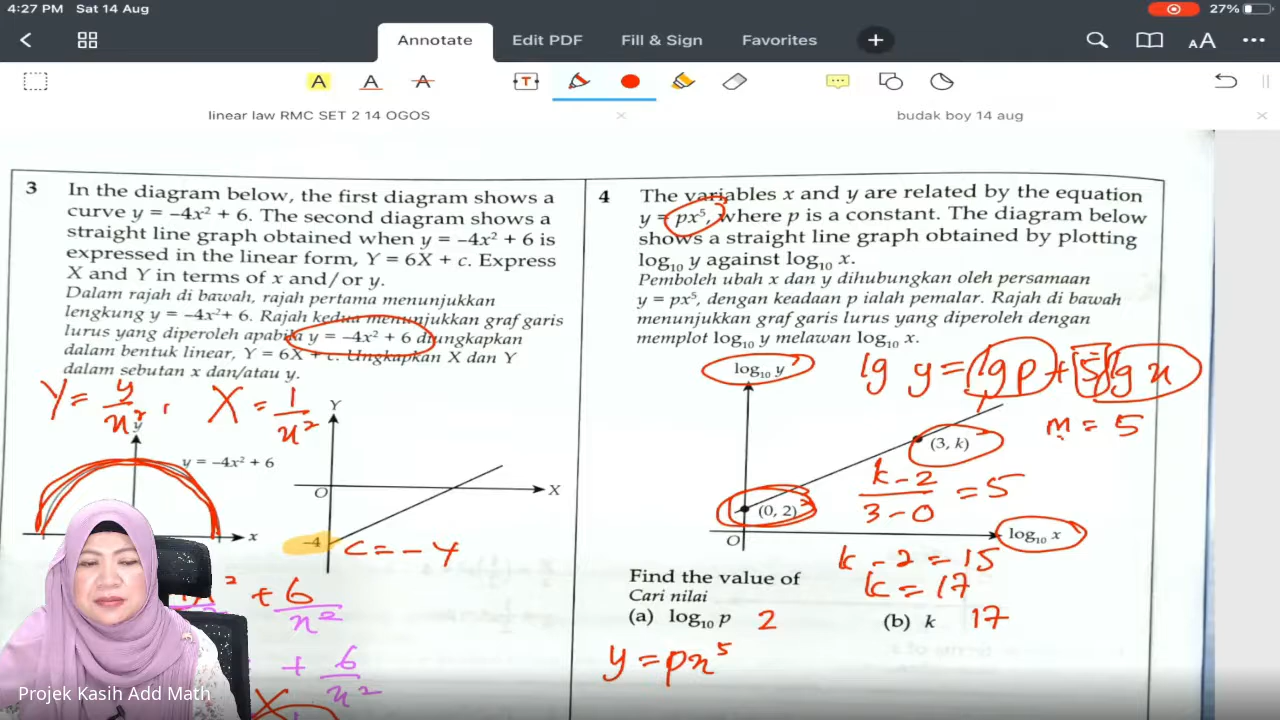 4:27 PM Sat 14 Aug
27%
Annotate
Edit PDF
Fill & Sign
Favorites
linear law RMC SET 2 14 OGOS
budak boy 14 aug
3 In the diagram below, the first diagram shows a
curve y = −4x² + 6. The second diagram shows a
straight line graph obtained when y = −4x² + 6 is
expressed in the linear form, Y = 6X + c. Express
X and Y in terms of x and/or y.
Dalam rajah di bawah, rajah pertama menunjukkan
lengkung y = −4x² + 6. Rajah kedua menunjukkan graf garis
lurus yang diperoleh apabila y = −4x² + 6 diungkapkan
dalam bentuk linear, Y = 6X + c. Ungkapkan X dan Y
dalam sebutan x dan/atau y.
Y = y/x², X = 1/x²
y
y = −4x² + 6
x
Y
O
X
−4
c = −4
² + 6/x²
+ 6/x²
X
4 The variables x and y are related by the equation
y = px⁵, where p is a constant. The diagram below
shows a straight line graph obtained by plotting
log₁₀ y against log₁₀ x.
Pemboleh ubah x dan y dihubungkan oleh persamaan
y = px⁵, dengan keadaan p ialah pemalar. Rajah di bawah
menunjukkan graf garis lurus yang diperoleh dengan
memplot log₁₀ y melawan log₁₀ x.
log₁₀ y
lg y = lg p + 5 lg x
m = 5
(3, k)
k − 2 / 3 − 0 = 5
(0, 2)
O
log₁₀ x
k − 2 = 15
k = 17
Find the value of
Cari nilai
(a) log₁₀ p 2
(b) k 17
y = px⁵
Projek Kasih Add Math